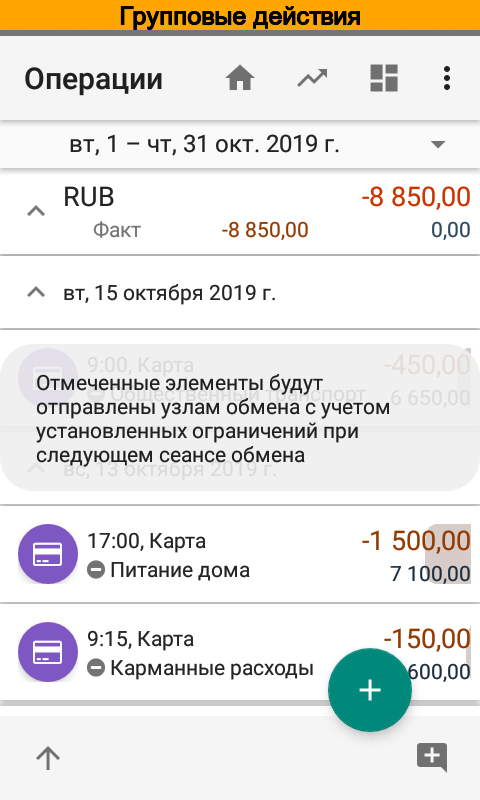 Групповые действия
Операции
вт, 1 – чт, 31 окт. 2019 г.
RUB
-8 850,00
Факт
-8 850,00
0,00
вт, 15 октября 2019 г.
9:00, Карта
-450,00
Общественный транспорт
6 650,00
Отмеченные элементы будут
отправлены узлам обмена с учетом
установленных ограничений при
следующем сеансе обмена
вс, 13 октября 2019 г.
17:00, Карта
-1 500,00
Питание дома
7 100,00
9:15, Карта
-150,00
Карманные расходы
600,00